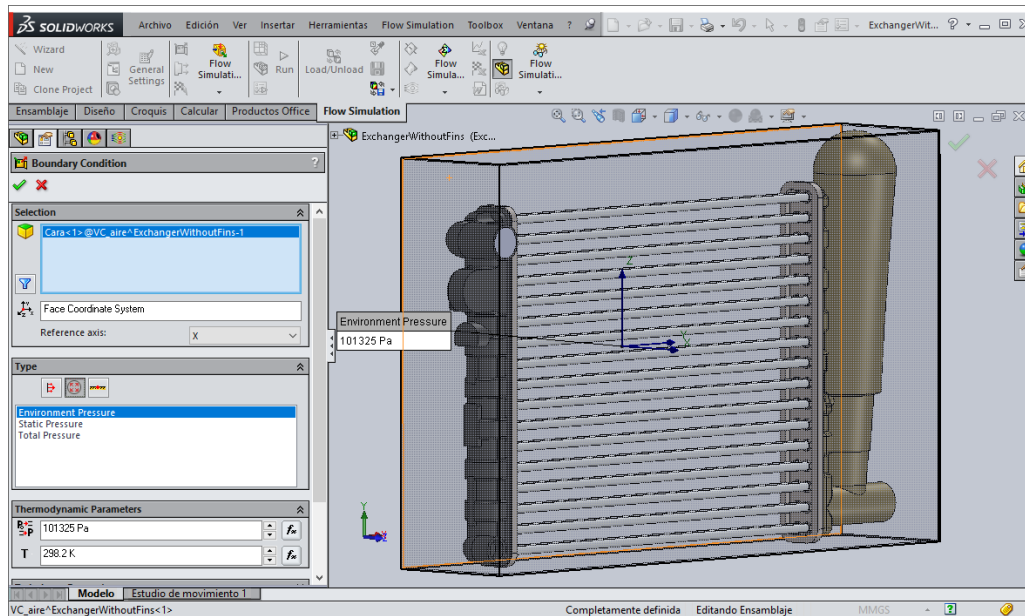 SOLIDWORKS Archivo Edición Ver Insertar Herramientas Flow Simulation Toolbox Ventana ? ExchangerWit... ?
Wizard
New
Clone Project
General Settings
Flow Simulati...
Run
Load/Unload
Flow Simula...
Flow Simulati...
Ensamblaje Diseño Croquis Calcular Productos Office Flow Simulation
ExchangerWithoutFins (Exc...
Boundary Condition ?
Selection
Cara<1>@VC_aire^ExchangerWithoutFins-1
Face Coordinate System
Reference axis: X
Type
Environment Pressure
Static Pressure
Total Pressure
Thermodynamic Parameters
101325 Pa
T 298.2 K
Environment Pressure
101325 Pa
Z
X
Y
Modelo Estudio de movimiento 1
VC_aire^ExchangerWithoutFins<1> Completamente definida Editando Ensamblaje MMGS ?